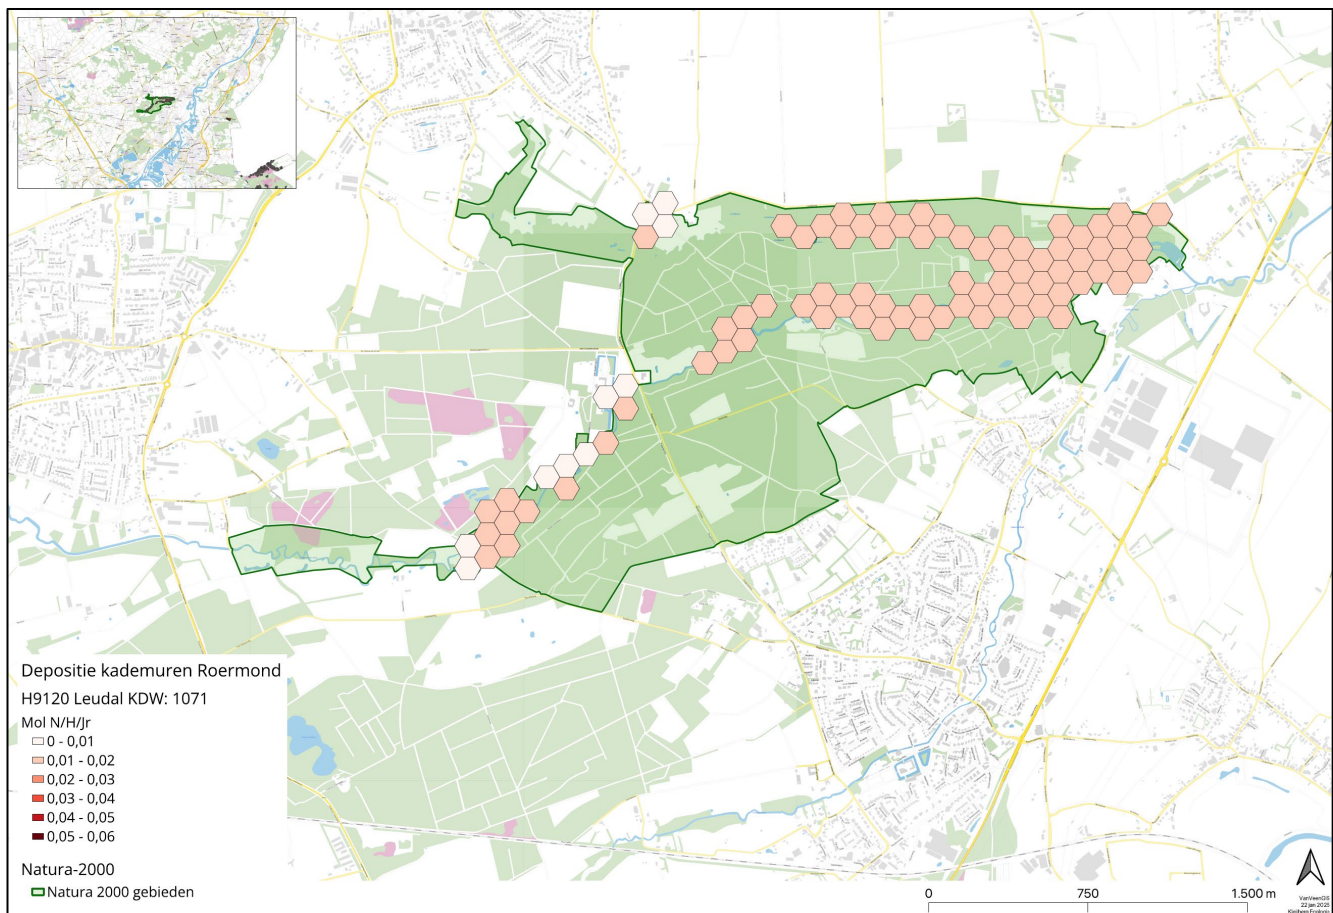 Depositie kademuren Roermond
H9120 Leudal KDW: 1071
Mol N/H/Jr
0 - 0,01
0,01 - 0,02
0,02 - 0,03
0,03 - 0,04
0,04 - 0,05
0,05 - 0,06
Natura-2000
Natura 2000 gebieden
0 750 1.500 m
VanVeenGIS
22 jan 2025
Kleijberg Ecologie